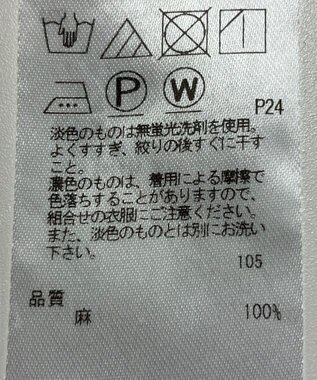 P W
P24
淡色のものは無蛍光洗剤を使用。
よくすすぎ、絞りの後すぐに干す
こと。
濃色のものは、着用による摩擦で
色落ちすることがありますので、
組合せの衣服にご注意ください。
また、淡色のものとは別にお洗い
下さい。
105
品質
麻 100%